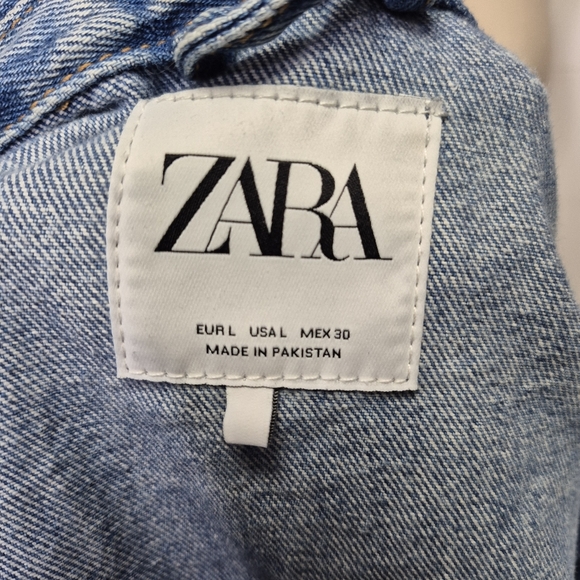 ZARA
EUR L USA L MEX 30
MADE IN PAKISTAN